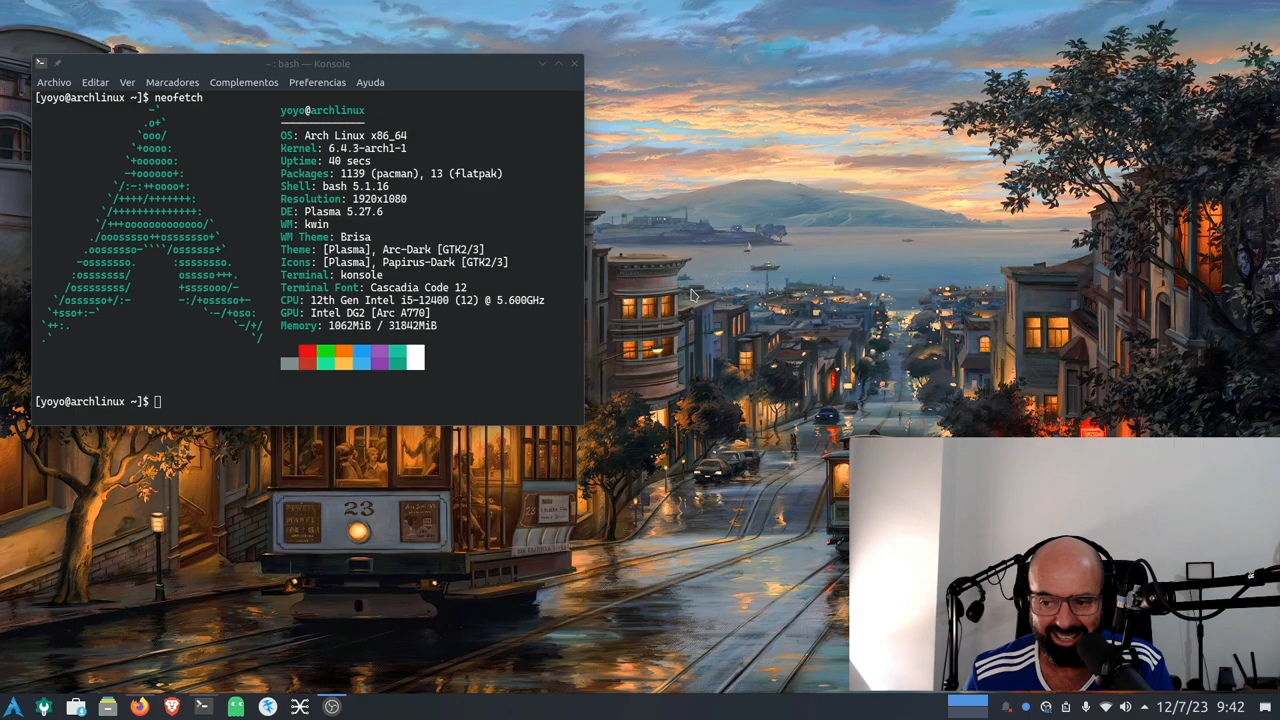 ~ : bash — Konsole
Archivo Editar Ver Marcadores Complementos Preferencias Ayuda
[yoyo@archlinux ~]$ neofetch
yoyo@archlinux
OS: Arch Linux x86_64
Kernel: 6.4.3-arch1-1
Uptime: 40 secs
Packages: 1139 (pacman), 13 (flatpak)
Shell: bash 5.1.16
Resolution: 1920x1080
DE: Plasma 5.27.6
WM: kwin
WM Theme: Brisa
Theme: [Plasma], Arc-Dark [GTK2/3]
Icons: [Plasma], Papirus-Dark [GTK2/3]
Terminal: konsole
Terminal Font: Cascadia Code 12
CPU: 12th Gen Intel i5-12400 (12) @ 5.600GHz
GPU: Intel DG2 [Arc A770]
Memory: 1062MiB / 31842MiB
[yoyo@archlinux ~]$
23
23
12/7/23 9:42